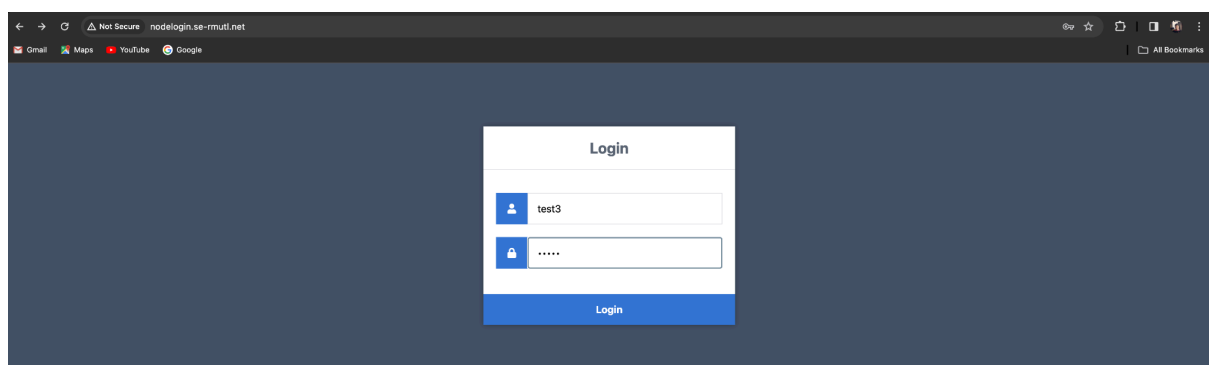 Not Secure nodelogin.se-rmutl.net
Gmail Maps YouTube Google All Bookmarks
Login
test3
•••••
Login